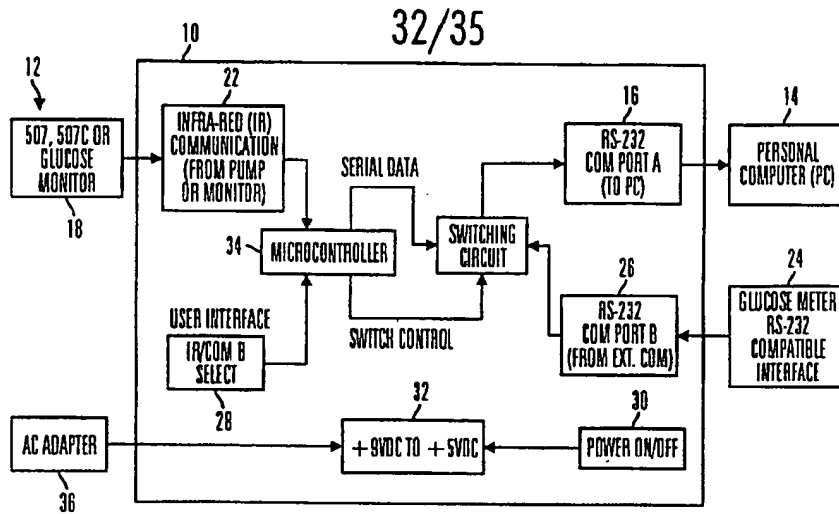 32/35
10
12
22
16
14
507, 507C OR
GLUCOSE
MONITOR
18
INFRA-RED (IR)
COMMUNICATION
(FROM PUMP
OR MONITOR)
SERIAL DATA
RS-232
COM PORT A
(TO PC)
PERSONAL
COMPUTER (PC)
34
MICROCONTROLLER
SWITCHING
CIRCUIT
26
24
USER INTERFACE
IR/COM B
SELECT
28
SWITCH CONTROL
RS-232
COM PORT B
(FROM EXT. COM)
GLUCOSE METER
RS-232
COMPATIBLE
INTERFACE
32
30
AC ADAPTER
36
+9VDC TO +5VDC
POWER ON/OFF